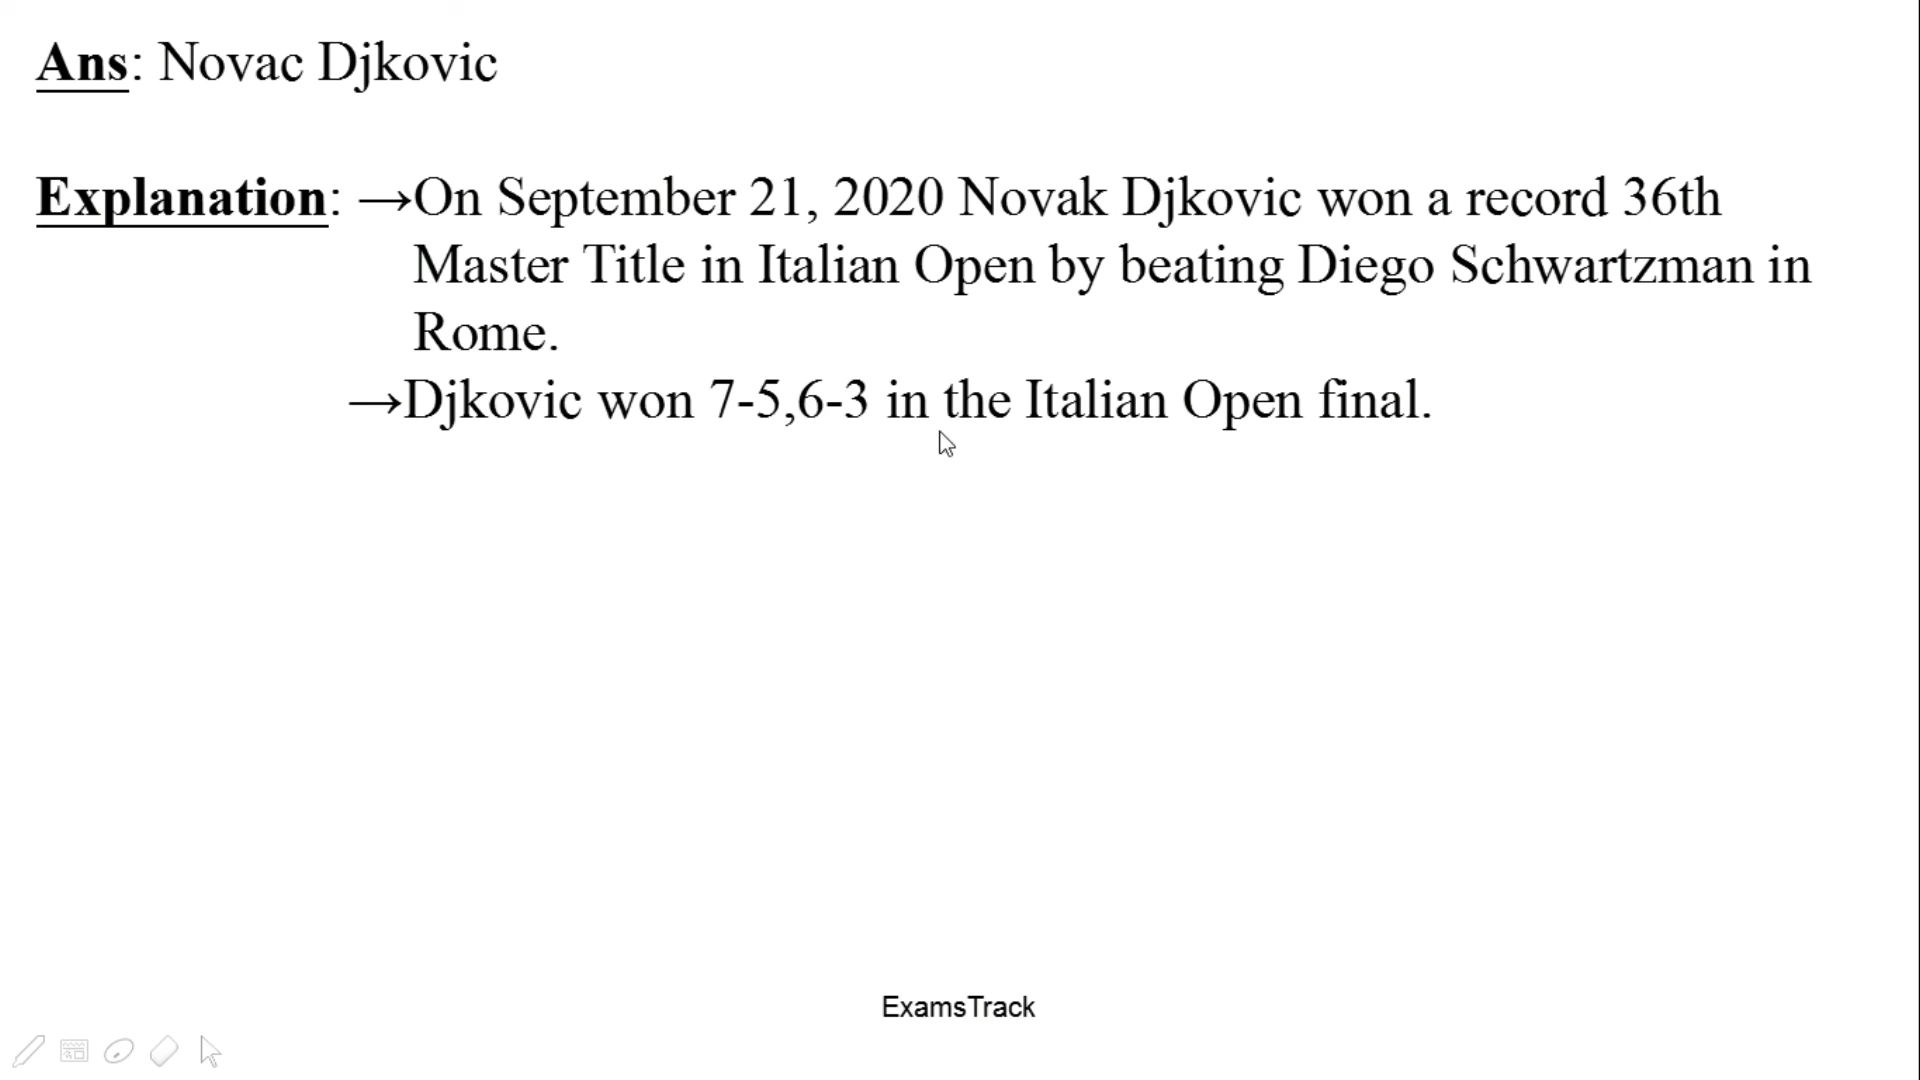 Ans: Novac Djkovic
Explanation: →On September 21, 2020 Novak Djkovic won a record 36th
Master Title in Italian Open by beating Diego Schwartzman in
Rome.
→Djkovic won 7-5,6-3 in the Italian Open final.
ExamsTrack